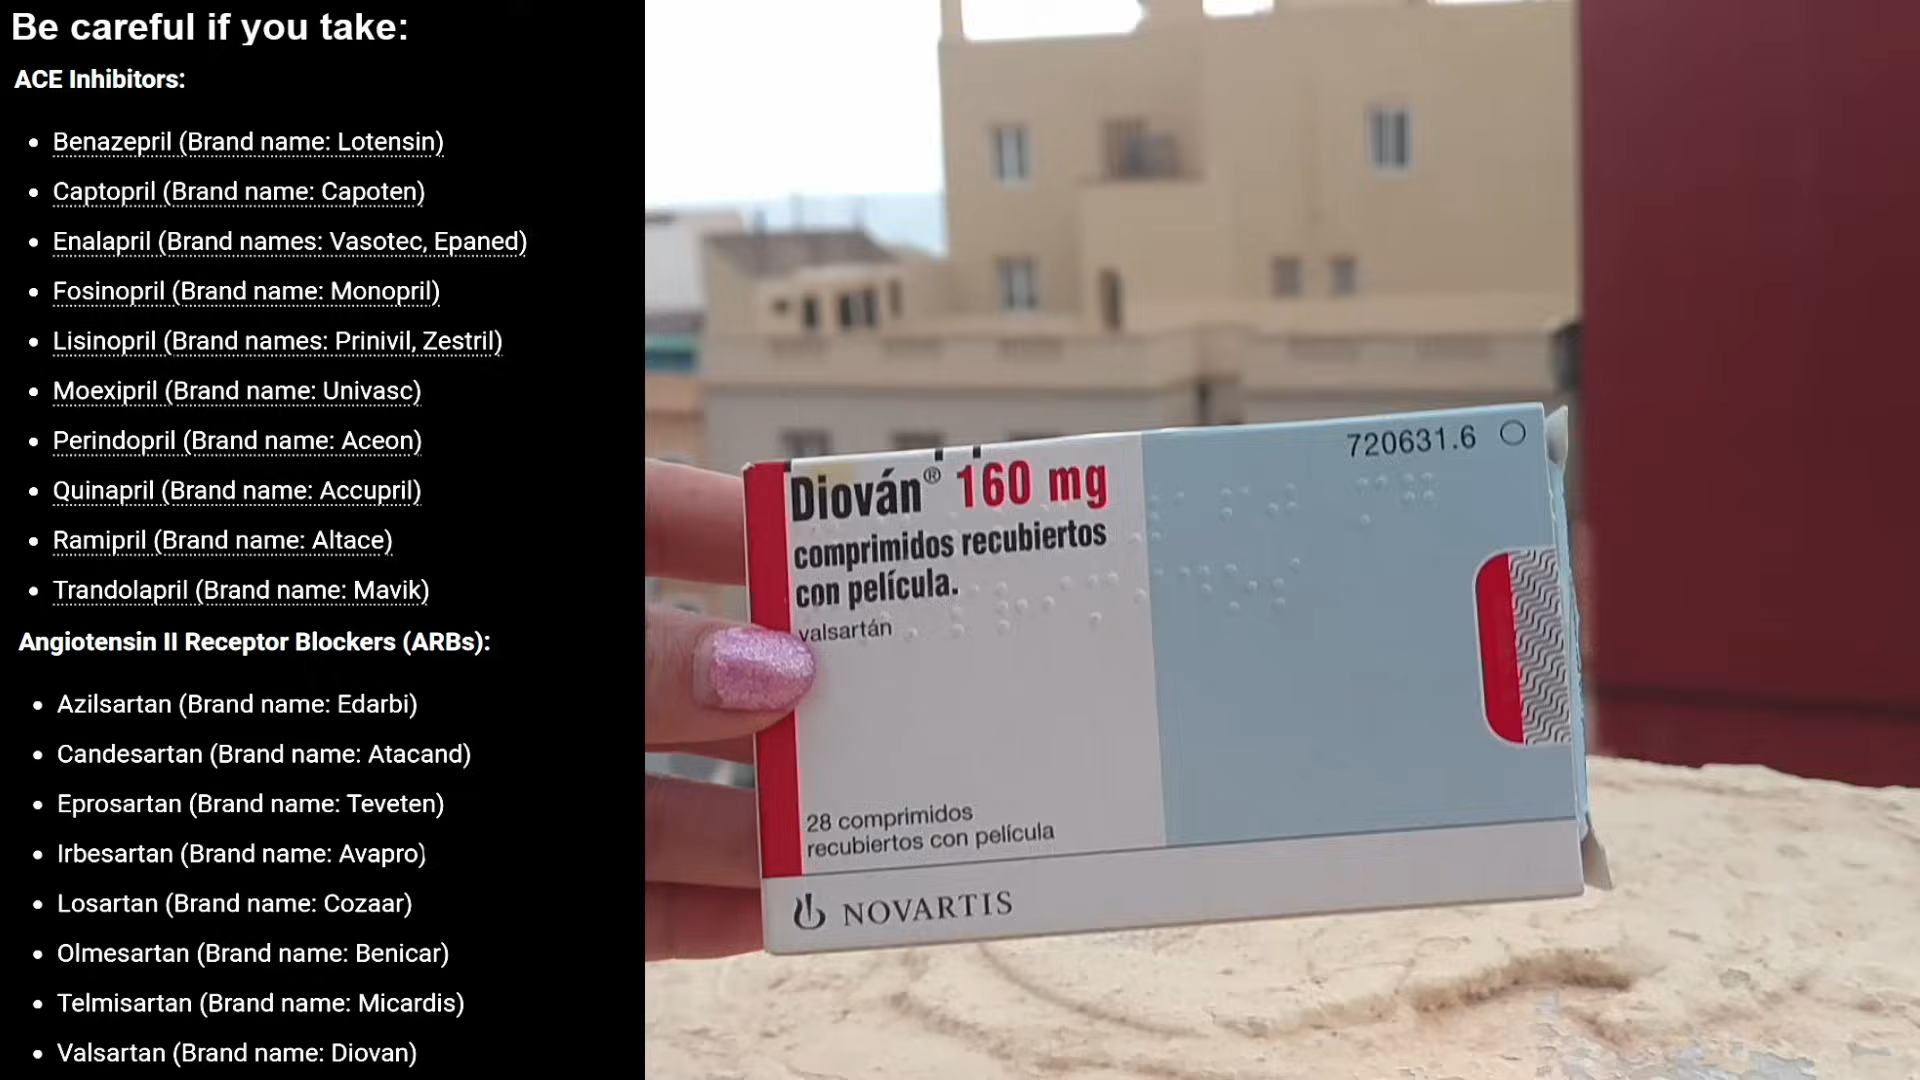 Be careful if you take:
ACE Inhibitors:
• Benazepril (Brand name: Lotensin)
• Captopril (Brand name: Capoten)
• Enalapril (Brand names: Vasotec, Epaned)
• Fosinopril (Brand name: Monopril)
• Lisinopril (Brand names: Prinivil, Zestril)
• Moexipril (Brand name: Univasc)
• Perindopril (Brand name: Aceon)
• Quinapril (Brand name: Accupril)
• Ramipril (Brand name: Altace)
• Trandolapril (Brand name: Mavik)
Angiotensin II Receptor Blockers (ARBs):
• Azilsartan (Brand name: Edarbi)
• Candesartan (Brand name: Atacand)
• Eprosartan (Brand name: Teveten)
• Irbesartan (Brand name: Avapro)
• Losartan (Brand name: Cozaar)
• Olmesartan (Brand name: Benicar)
• Telmisartan (Brand name: Micardis)
• Valsartan (Brand name: Diovan)
720631.6
Diován® 160 mg
comprimidos recubiertos
con película.
valsartán
28 comprimidos
recubiertos con película
NOVARTIS